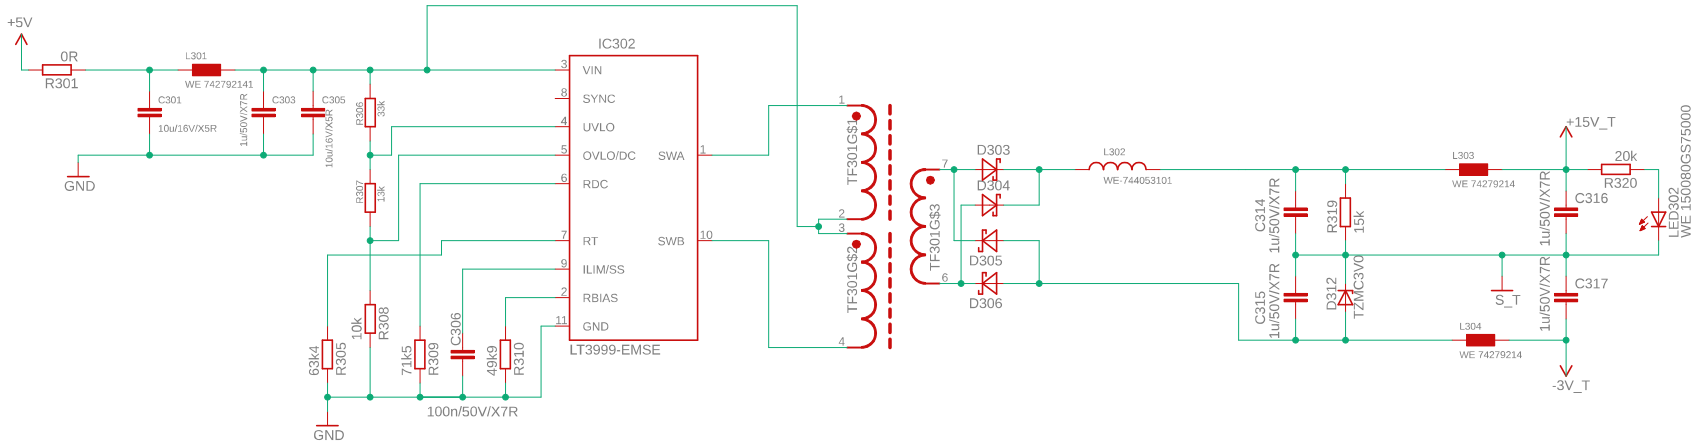 +5V
0R
R301
L301
WE 742792141
C301
10u/16V/X5R
C303
1u/50V/X7R
C305
10u/16V/X5R
GND
R306
33k
R307
13k
R308
10k
63k4
R305
71k5
R309
C306
100n/50V/X7R
49k9
R310
GND
IC302
3
VIN
8
SYNC
4
UVLO
5
OVLO/DC
6
RDC
7
RT
9
ILIM/SS
2
RBIAS
11
GND
SWA
1
SWB
10
LT3999-EMSE
1
TF301G$1
2
3
TF301G$2
4
7
TF301G$3
6
D303
D304
D305
D306
L302
WE-744053101
C314
1u/50V/X7R
C315
1u/50V/X7R
R319
15k
D312
TZMC3V0
L303
WE 74279214
S_T
L304
WE 74279214
+15V_T
C316
1u/50V/X7R
C317
1u/50V/X7R
-3V_T
20k
R320
LED302
WE 150080GS75000